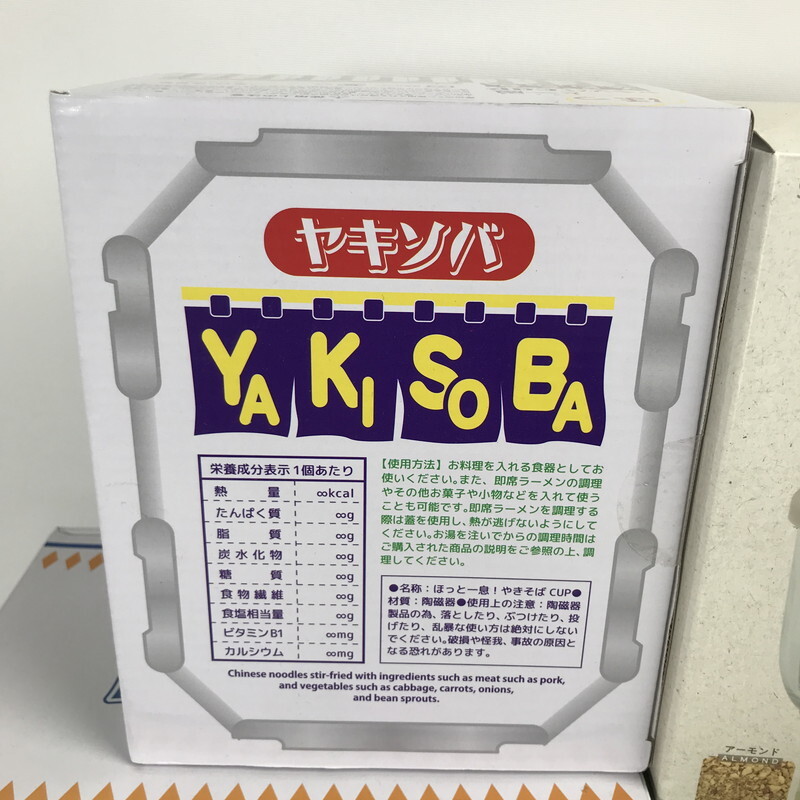 ヤキソバ
YAKISOBA
栄養成分表示 1個あたり
熱 量 ∞kcal
たんぱく質 ∞g
脂 質 ∞g
炭水化物 ∞g
糖 質 ∞g
食物繊維 ∞g
食塩相当量 ∞g
ビタミンB1 ∞mg
カルシウム ∞mg
【使用方法】お料理を入れる食器としてお
使いください。また、即席ラーメンの調理
やその他お菓子や小物などを入れて使う
ことも可能です。即席ラーメンを調理する
際は蓋を使用し、熱が逃げないようにして
ください。お湯を注いでからの調理時間は
ご購入された商品の説明をご参照の上、調
理してください。
●名称：ほっと一息！やきそば CUP●
材質：陶磁器●使用上の注意：陶磁器
製品の為、落としたり、ぶつけたり、投
げたり、乱暴な使い方は絶対にしない
でください。破損や怪我、事故の原因と
なる恐れがあります。
Chinese noodles stir-fried with ingredients such as meat such as pork,
and vegetables such as cabbage, carrots, onions,
and bean sprouts.
アーモンド
ALMOND